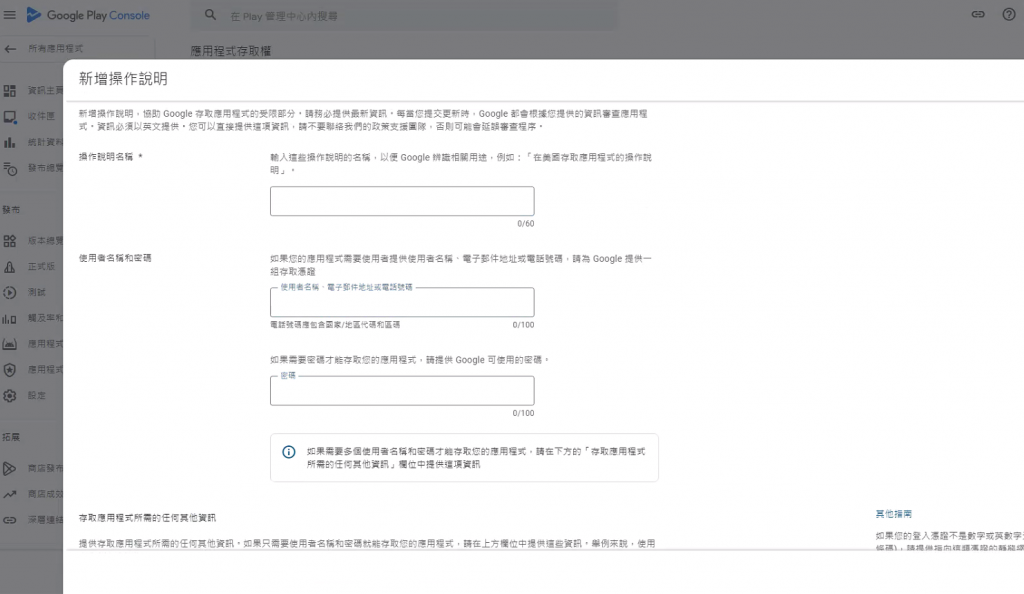 Google Play Console
在 Play 管理中心內搜尋
所有應用程式
應用程式存取權
新增操作說明
資訊主頁
收件匣
統計資料
發布總覽
發布
版本總覽
正式版
測試
觸及率和
應用程式
應用程式
設定
拓展
商店發布
商店成效
深層連結
新增操作說明，協助 Google 存取應用程式的受限部分。請務必提供最新資訊。每當您提交更新時，Google 都會根據您提供的資訊審查應用程
式。資訊必須以英文提供。您可以直接提供這項資訊，請不要聯絡我們的政策支援團隊，否則可能會延誤審查程序。
操作說明名稱 *
輸入這些操作說明的名稱，以便 Google 辨識相關用途，例如：「在美國存取應用程式的操作說
明」。
0/60
使用者名稱和密碼
如果您的應用程式需要使用者提供使用者名稱、電子郵件地址或電話號碼，請為 Google 提供一
組存取憑證
使用者名稱、電子郵件地址或電話號碼
電話號碼應包含國家/地區代碼和區碼
0/100
如果需要密碼才能存取您的應用程式，請提供 Google 可使用的密碼。
密碼
0/100
如果需要多個使用者名稱和密碼才能存取您的應用程式，請在下方的「存取應用程式
所需的任何其他資訊」欄位中提供這項資訊
存取應用程式所需的任何其他資訊
提供存取應用程式所需的任何其他資訊。如果只需要使用者名稱和密碼就能存取您的應用程式，請在上方欄位中提供這些資訊。舉例來說，使用
其他指南
如果您的登入憑證不是數字或英數字
條碼)，請提供指向這類憑證的靜態網